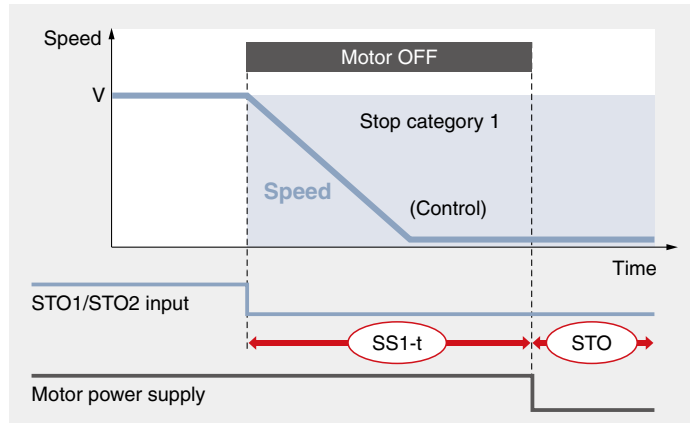 Speed
Motor OFF
V
Stop category 1
Speed
(Control)
Time
STO1/STO2 input
SS1-t
STO
Motor power supply